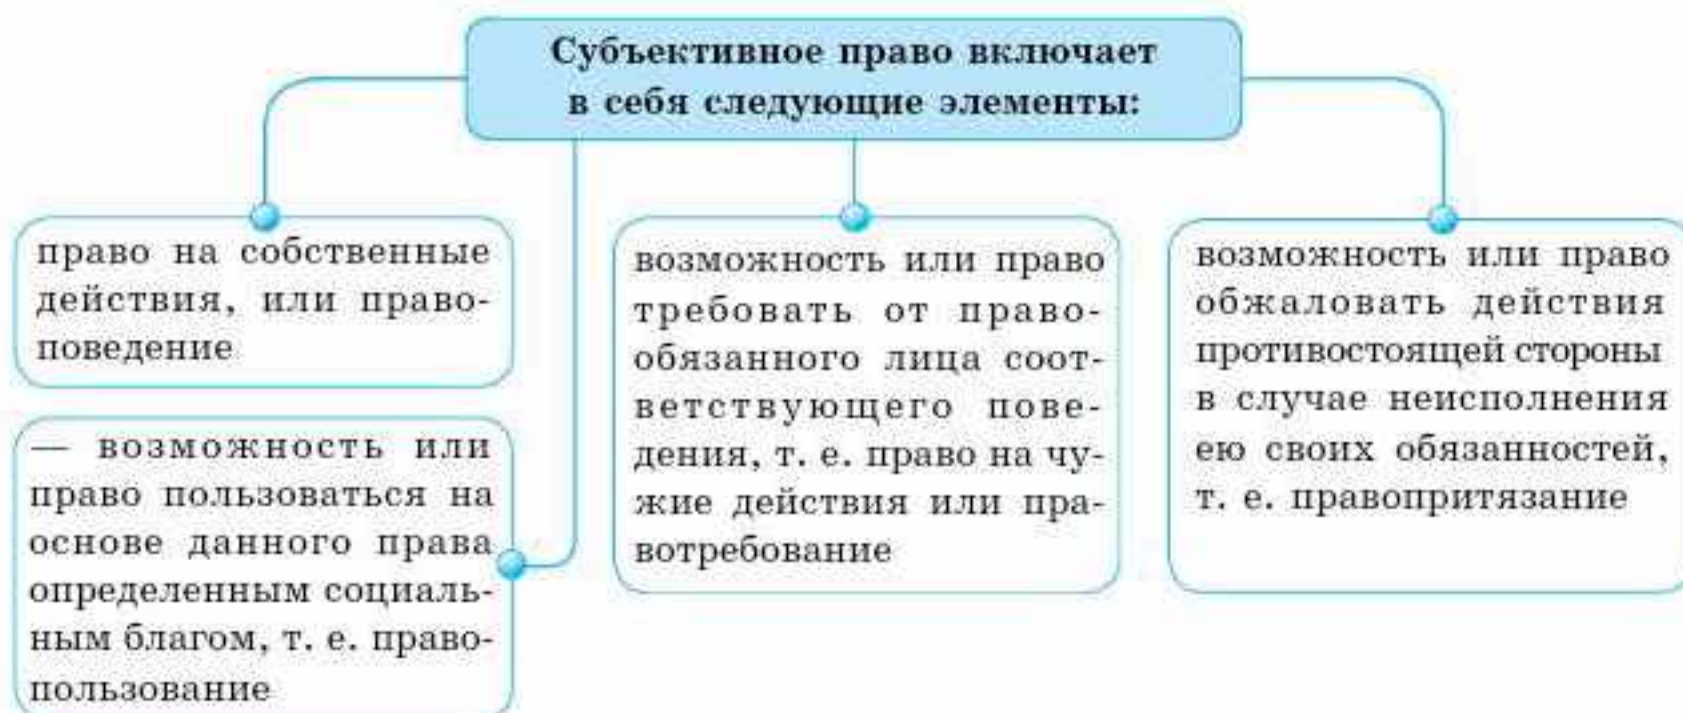 Субъективное право включает
в себя следующие элементы:
право на собственные
действия, или право-
поведение
— возможность или
право пользоваться на
основе данного права
определенным социаль-
ным благом, т. е. право-
пользование
возможность или право
требовать от право-
обязанного лица соот-
ветствующего пове-
дения, т. е. право на чу-
жие действия или пра-
вотребование
возможность или право
обжаловать действия
противостоящей стороны
в случае неисполнения
ею своих обязанностей,
т. е. правопритязание